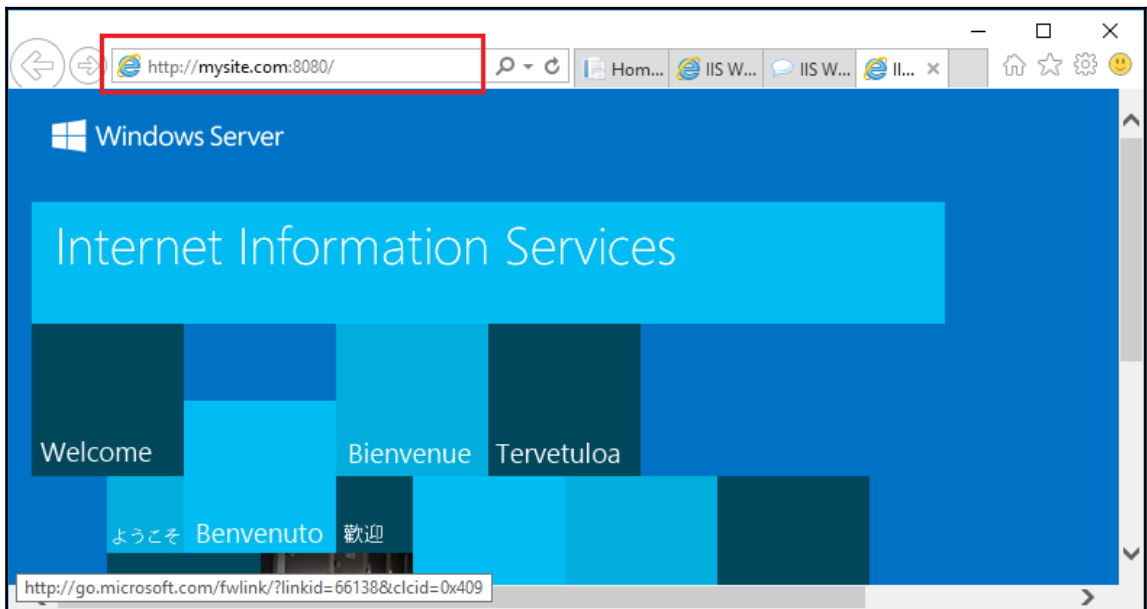 http://mysite.com:8080/
Hom...
IIS W...
IIS W...
II...
Windows Server
Internet Information Services
Welcome
Bienvenue
Tervetuloa
ようこそ
Benvenuto
歡迎
http://go.microsoft.com/fwlink/?linkid=66138&clcid=0x409